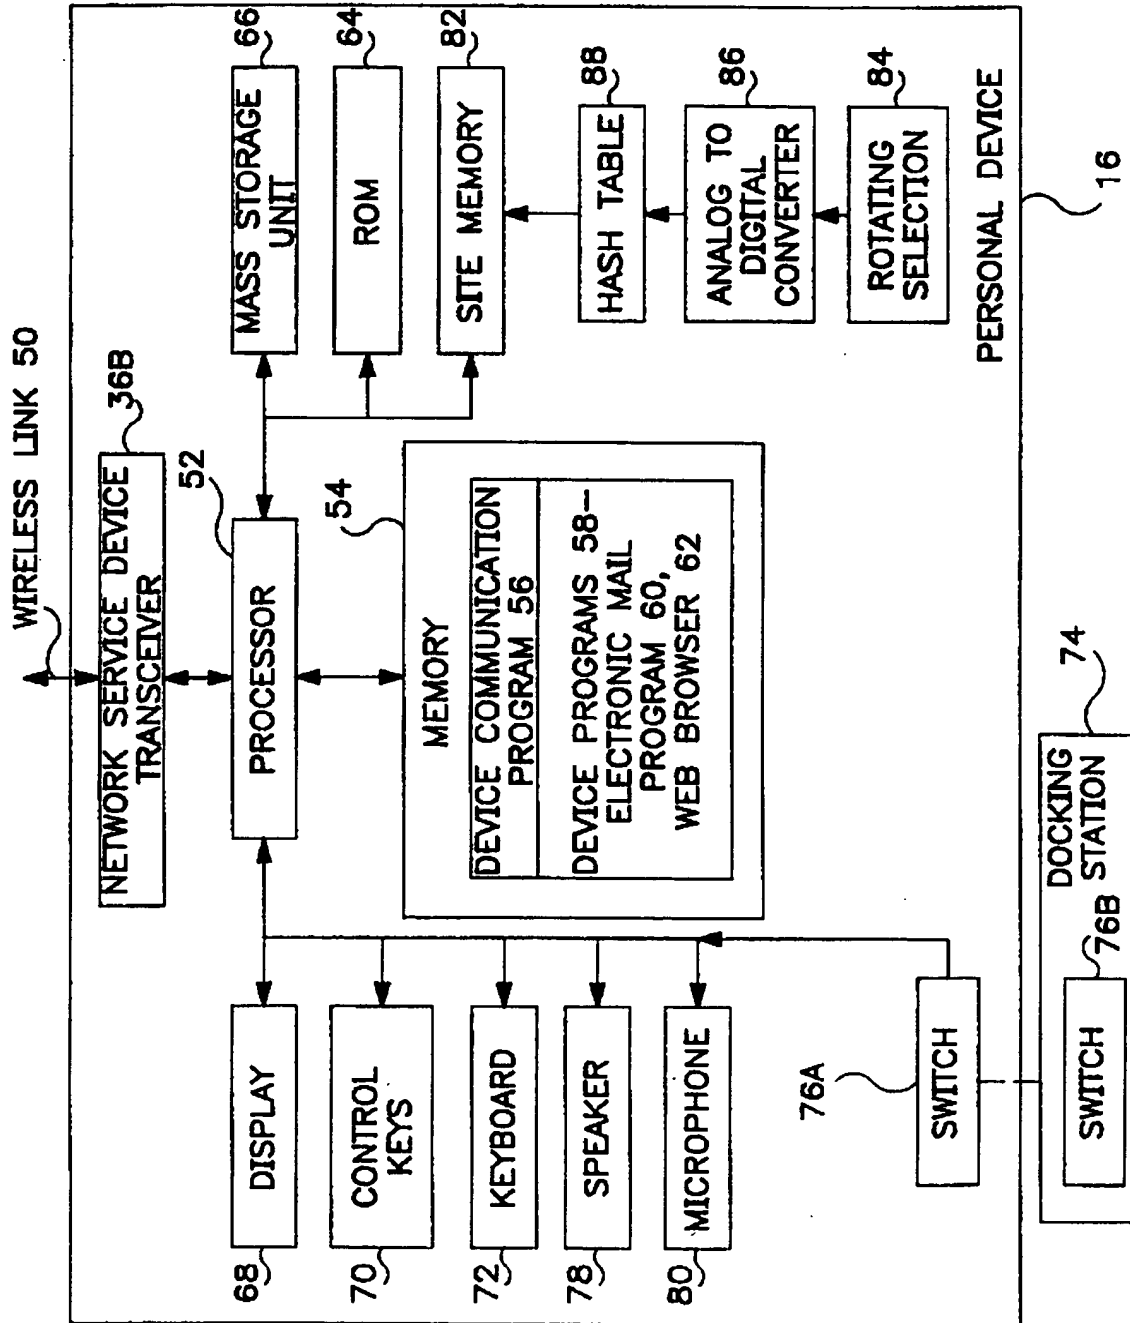 WIRELESS LINK 50
NETWORK SERVICE DEVICE
TRANSCEIVER
36B
PROCESSOR
52
MEMORY
54
DEVICE COMMUNICATION
PROGRAM 56
DEVICE PROGRAMS 58—
ELECTRONIC MAIL
PROGRAM 60,
WEB BROWSER 62
68
DISPLAY
70
CONTROL
KEYS
72
KEYBOARD
78
SPEAKER
80
MICROPHONE
76A
SWITCH
DOCKING
STATION
74
76B
SWITCH
MASS STORAGE
UNIT
66
ROM
64
SITE MEMORY
82
HASH TABLE
88
ANALOG TO
DIGITAL
CONVERTER
86
ROTATING
SELECTION
84
PERSONAL DEVICE
16